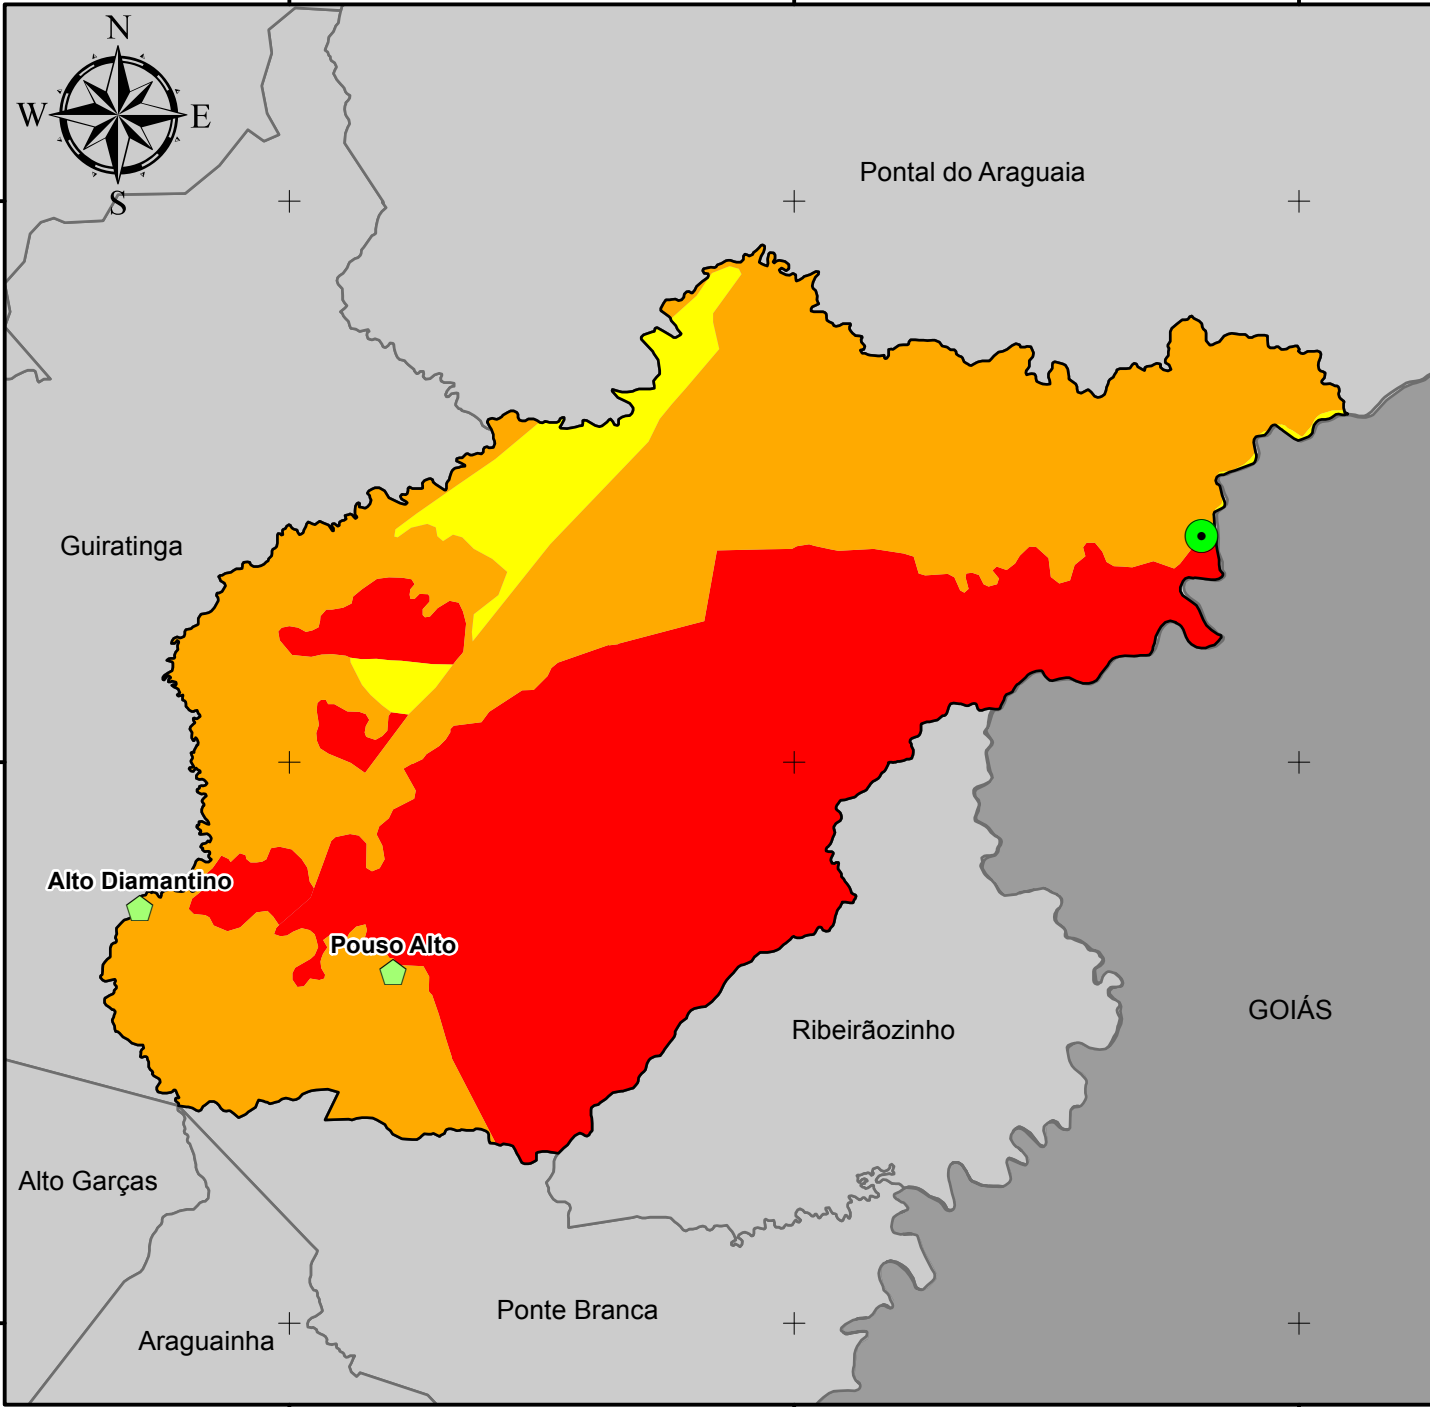 N
W E
S
Pontal do Araguaia
Guiratinga
Alto Diamantino
Pouso Alto
Ribeirãozinho
GOIÁS
Alto Garças
Ponte Branca
Araguainha